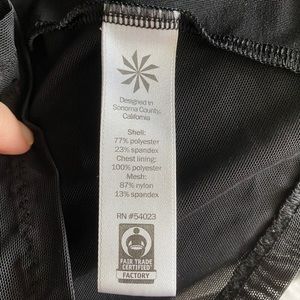 Designed in
Sonoma County,
California
Shell:
77% polyester
23% spandex
Chest lining:
100% polyester
Mesh:
87% nylon
13% spandex
RN #54023
FAIR TRADE
CERTIFIED
FACTORY